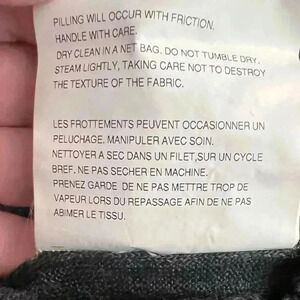 PILLING WILL OCCUR WITH FRICTION.
HANDLE WITH CARE.
DRY CLEAN IN A NET BAG. DO NOT TUMBLE DRY.
STEAM LIGHTLY, TAKING CARE NOT TO DESTROY
THE TEXTURE OF THE FABRIC.
LES FROTTEMENTS PEUVENT OCCASIONNER UN
PELUCHAGE. MANIPULER AVEC SOIN.
NETTOYER A SEC DANS UN FILET,SUR UN CYCLE
BREF. NE PAS SECHER EN MACHINE.
PRENEZ GARDE DE NE PAS METTRE TROP DE
VAPEUR LORS DU REPASSAGE AFIN DE NE PAS
ABIMER LE TISSU.